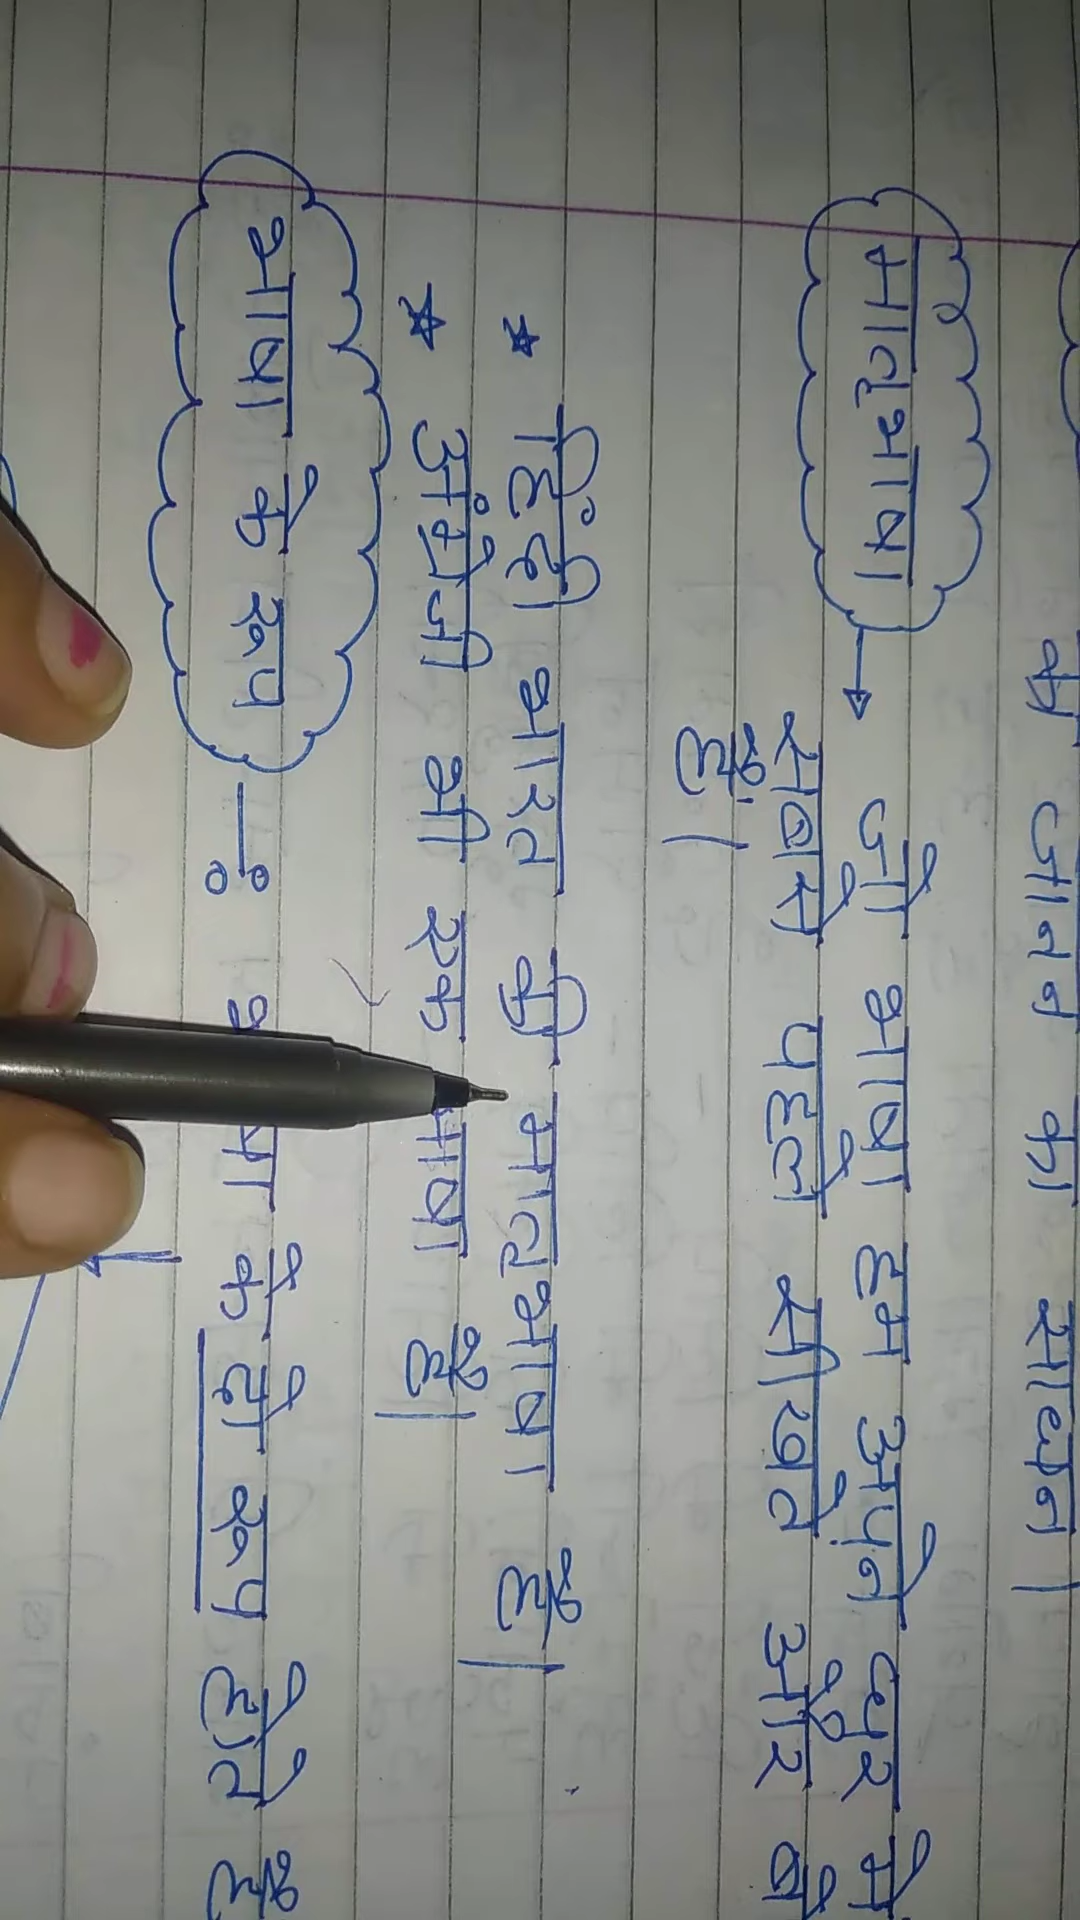 को जानने का साधन।
मातृभाषा → जो भाषा हम अपने घर में
सबसे पहले सीखते और
हैं।
* हिंदी भारत की मातृभाषा है।
* अंग्रेजी भी एक भाषा है।
भाषा के रूप —: भाषा के दो रूप होते है